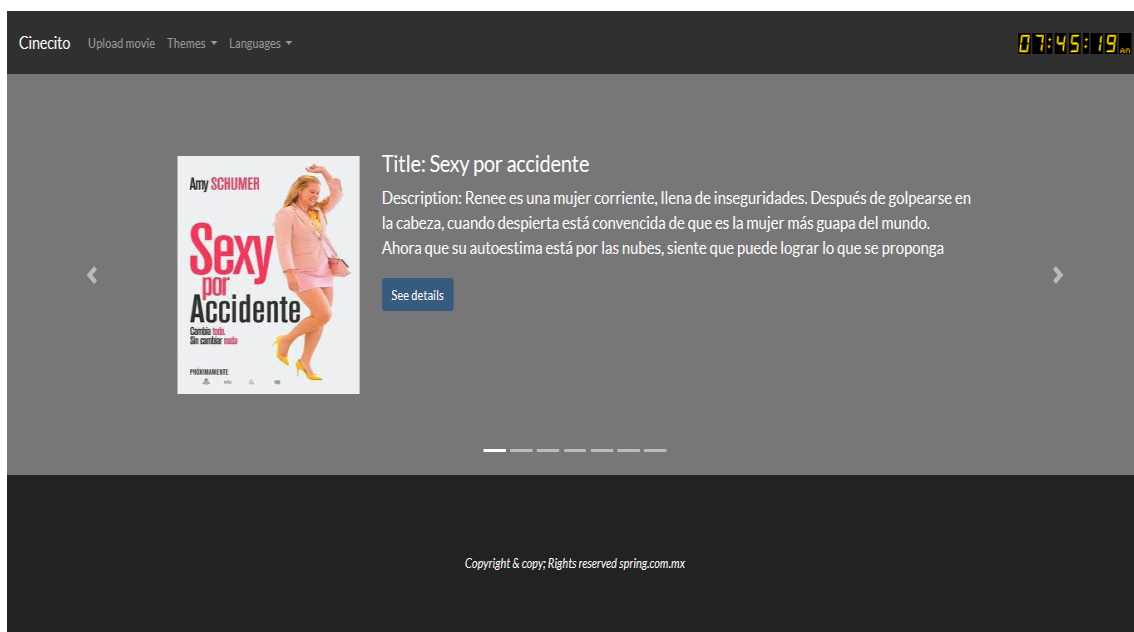 Cinecito Upload movie Themes Languages 07:45:19 AM
Amy SCHUMER
Sexy
por
Accidente
Cambia todo.
Sin cambiar nada
PRÓXIMAMENTE
Title: Sexy por accidente
Description: Renee es una mujer corriente, llena de inseguridades. Después de golpearse en
la cabeza, cuando despierta está convencida de que es la mujer más guapa del mundo.
Ahora que su autoestima está por las nubes, siente que puede lograr lo que se proponga
See details
Copyright & copy; Rights reserved spring.com.mx